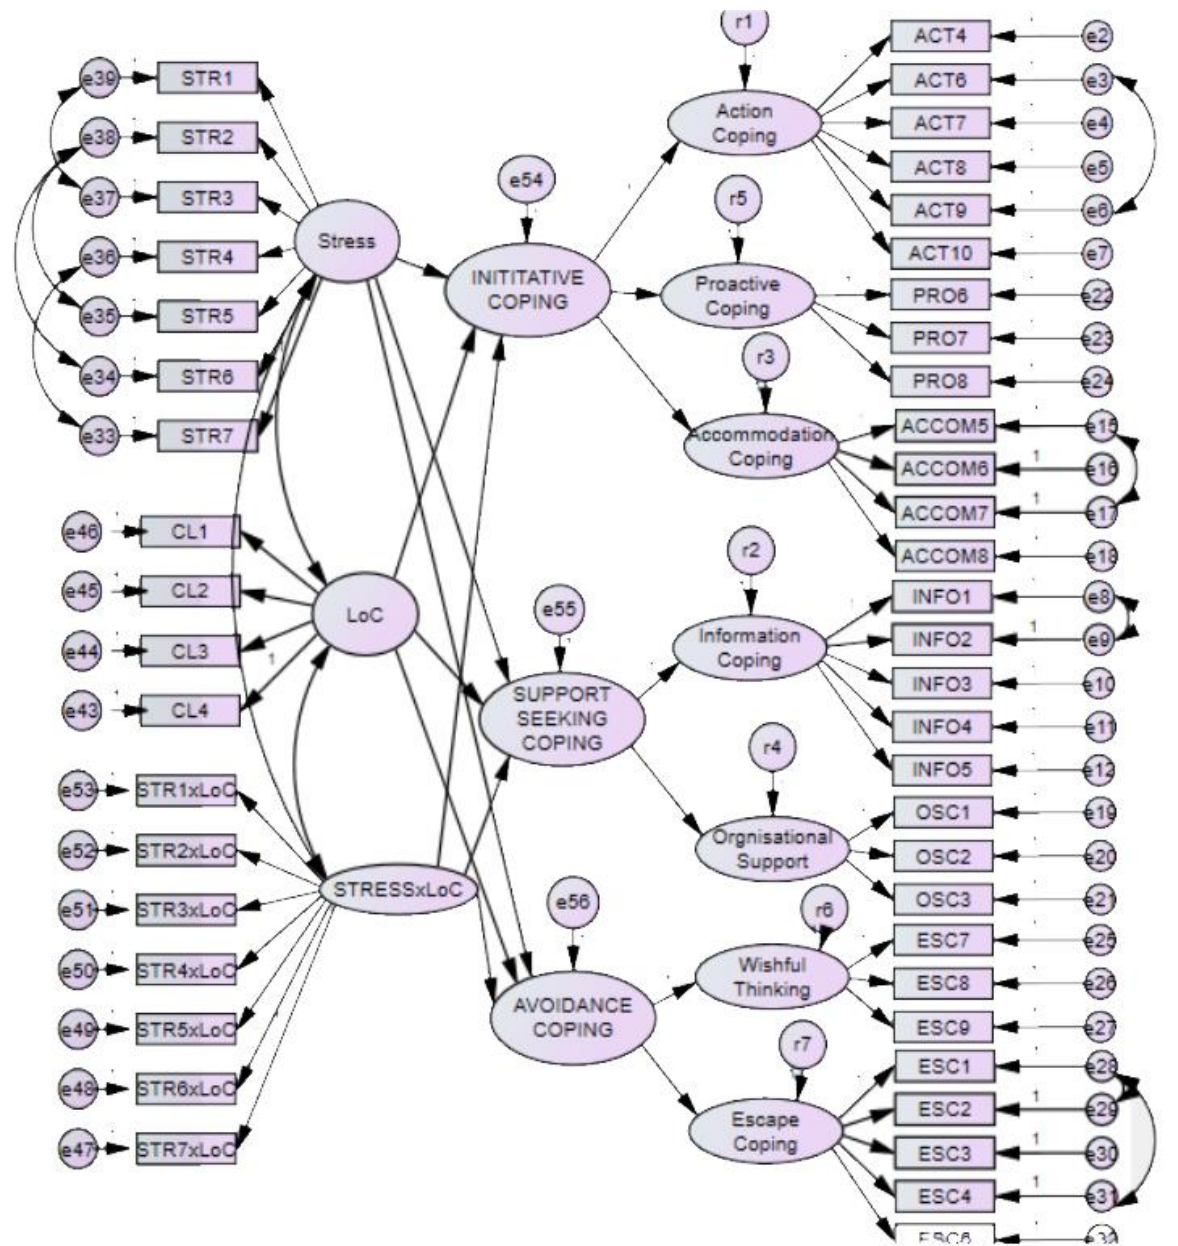 r1
ACT4
e2
e39
STR1
ACT6
e3
Action
Coping
ACT7
e4
e38
STR2
ACT8
e5
e54
r5
e37
STR3
ACT9
e6
Stress
ACT10
e7
e36
STR4
INITITATIVE
COPING
Proactive
Coping
PRO6
e22
e35
STR5
PRO7
e23
r3
e34
STR6
PRO8
e24
e33
STR7
Accommodation
Coping
ACCOM5
e15
ACCOM6
1
e16
ACCOM7
1
e17
e46
CL1
r2
ACCOM8
e18
e45
CL2
INFO1
e8
LoC
e55
Information
Coping
INFO2
1
e9
e44
CL3
1
INFO3
e10
e43
CL4
SUPPORT
SEEKING
COPING
INFO4
e11
r4
INFO5
e12
e53
STR1xLoC
OSC1
e19
e52
STR2xLoC
Orgnisational
Support
OSC2
e20
STRESSxLoC
OSC3
e21
e51
STR3xLoC
e56
r6
ESC7
e25
e50
STR4xLoC
Wishful
Thinking
ESC8
e26
e49
STR5xLoC
AVOIDANCE
COPING
ESC9
e27
r7
ESC1
e28
e48
STR6xLoC
ESC2
1
e29
e47
STR7xLoC
Escape
Coping
ESC3
1
e30
ESC4
1
e31